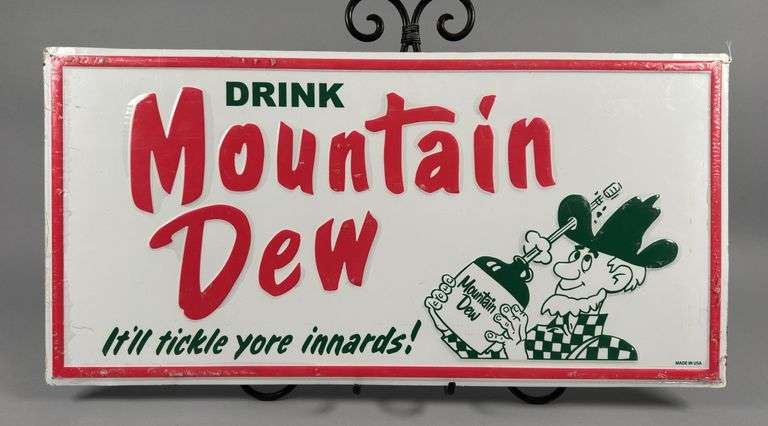 DRINK
Mountain
Dew
It'll tickle yore innards!
Mountain
Dew
MADE IN USA